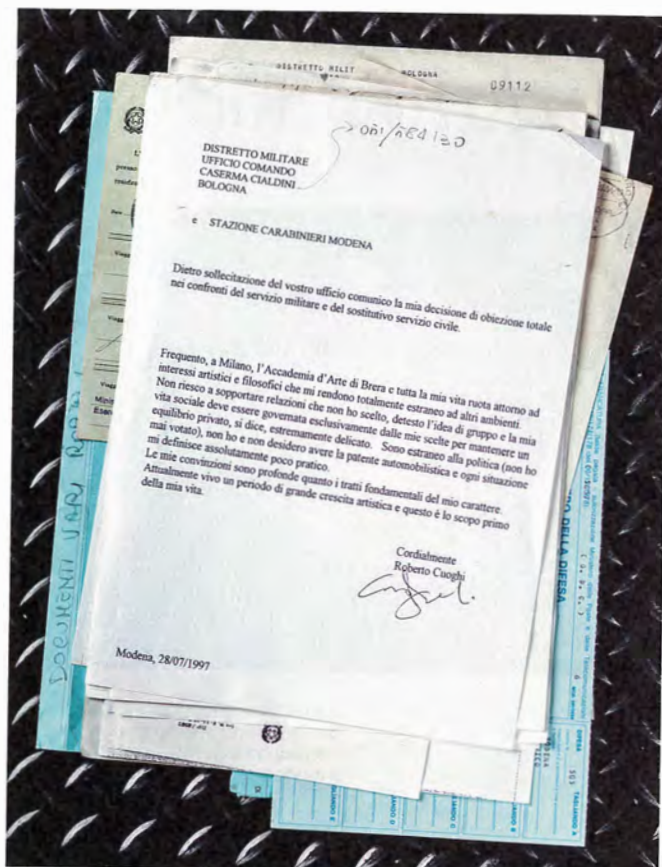 DISTRETTO MILIT BOLOGNA
09112
DISTRETTO MILITARE
UFFICIO COMANDO
CASERMA CIALDINI
BOLOGNA
e STAZIONE CARABINIERI MODENA
Dietro sollecitazione del vostro ufficio comunico la mia decisione di obiezione totale
nei confronti del servizio militare e del sostitutivo servizio civile.
Frequento, a Milano, l'Accademia d'Arte di Brera e tutta la mia vita ruota attorno ad
interessi artistici e filosofici che mi rendono totalmente estraneo ad altri ambienti.
Non riesco a sopportare relazioni che non ho scelto, detesto l'idea di gruppo e la mia
vita sociale deve essere governata esclusivamente dalle mie scelte per mantenere un
equilibrio privato, si dice, estremamente delicato. Sono estraneo alla politica (non ho
mai votato), non ho e non desidero avere la patente automobilistica e ogni situazione
mi definisce assolutamente poco pratico.
Le mie convinzioni sono profonde quanto i tratti fondamentali del mio carattere.
Attualmente vivo un periodo di grande crescita artistica e questo è lo scopo primo
della mia vita.
Cordialmente
Roberto Cuoghi
Modena, 28/07/1997
DOCUMENTI VARI
DELLA DIFESA